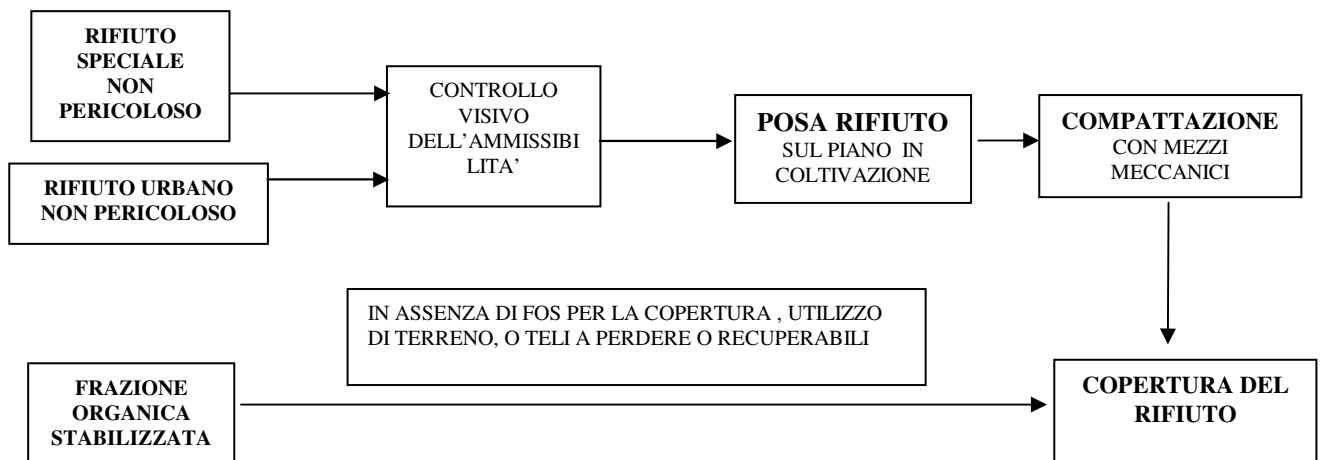 RIFIUTO
SPECIALE
NON
PERICOLOSO
RIFIUTO URBANO
NON PERICOLOSO
CONTROLLO
VISIVO
DELL'AMMISSIBI
LITA'
POSA RIFIUTO
SUL PIANO IN
COLTIVAZIONE
COMPATTAZIONE
CON MEZZI
MECCANICI
IN ASSENZA DI FOS PER LA COPERTURA , UTILIZZO
DI TERRENO, O TELI A PERDERE O RECUPERABILI
FRAZIONE
ORGANICA
STABILIZZATA
COPERTURA DEL
RIFIUTO